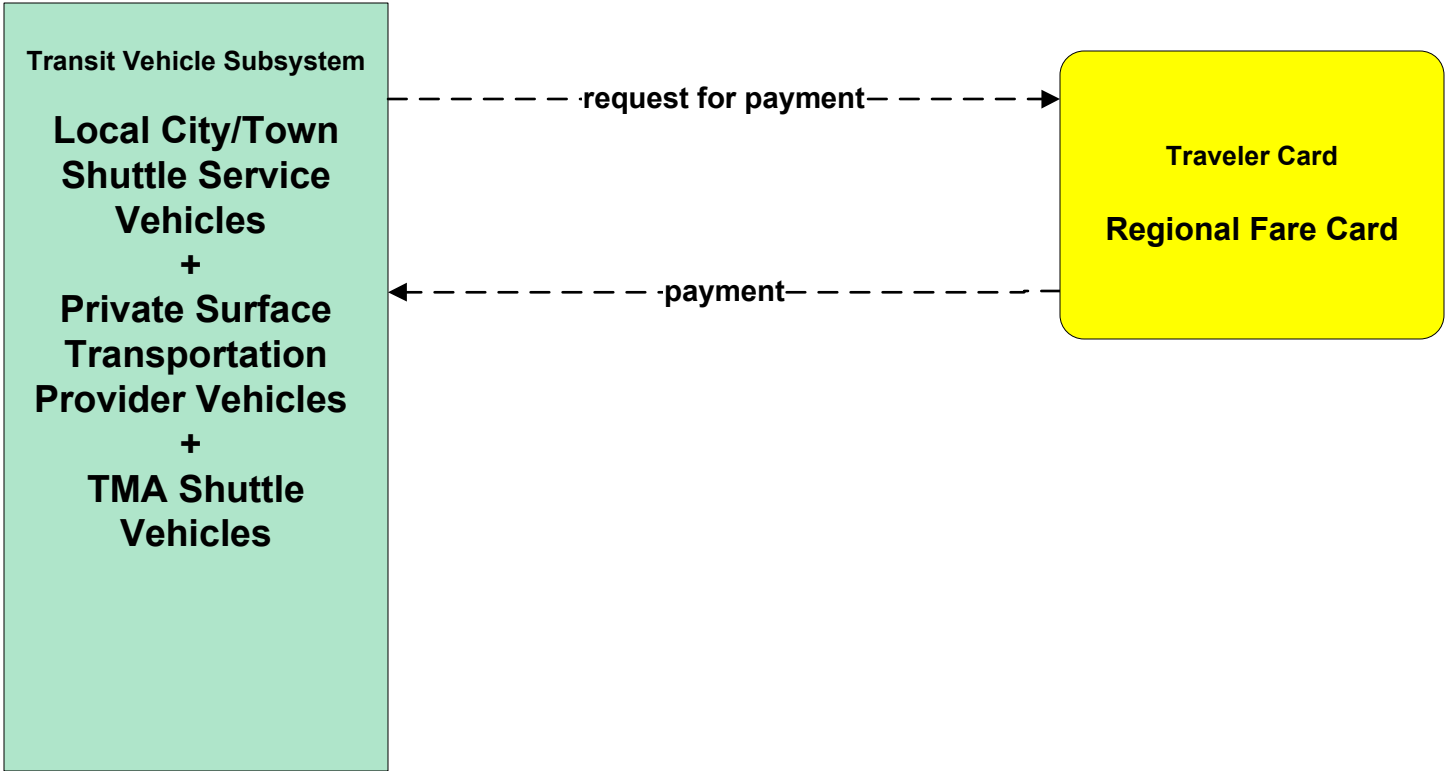 Transit Vehicle Subsystem
Local City/Town
Shuttle Service
Vehicles
+
Private Surface
Transportation
Provider Vehicles
+
TMA Shuttle
Vehicles
request for payment
payment
Traveler Card
Regional Fare Card